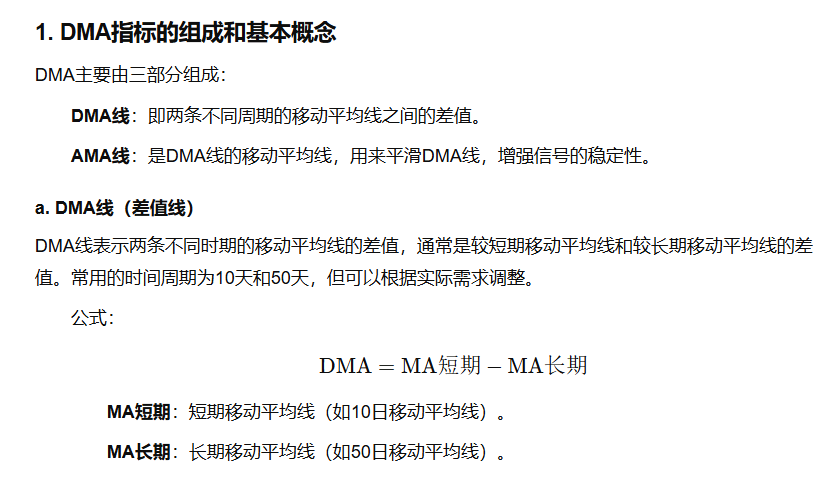 1. DMA指标的组成和基本概念
DMA主要由三部分组成：
DMA线：即两条不同周期的移动平均线之间的差值。
AMA线：是DMA线的移动平均线，用来平滑DMA线，增强信号的稳定性。
a. DMA线（差值线）
DMA线表示两条不同时期的移动平均线的差值，通常是较短期移动平均线和较长期移动平均线的差
值。常用的时间周期为10天和50天，但可以根据实际需求调整。
公式：
DMA = MA短期 − MA长期
MA短期：短期移动平均线（如10日移动平均线）。
MA长期：长期移动平均线（如50日移动平均线）。